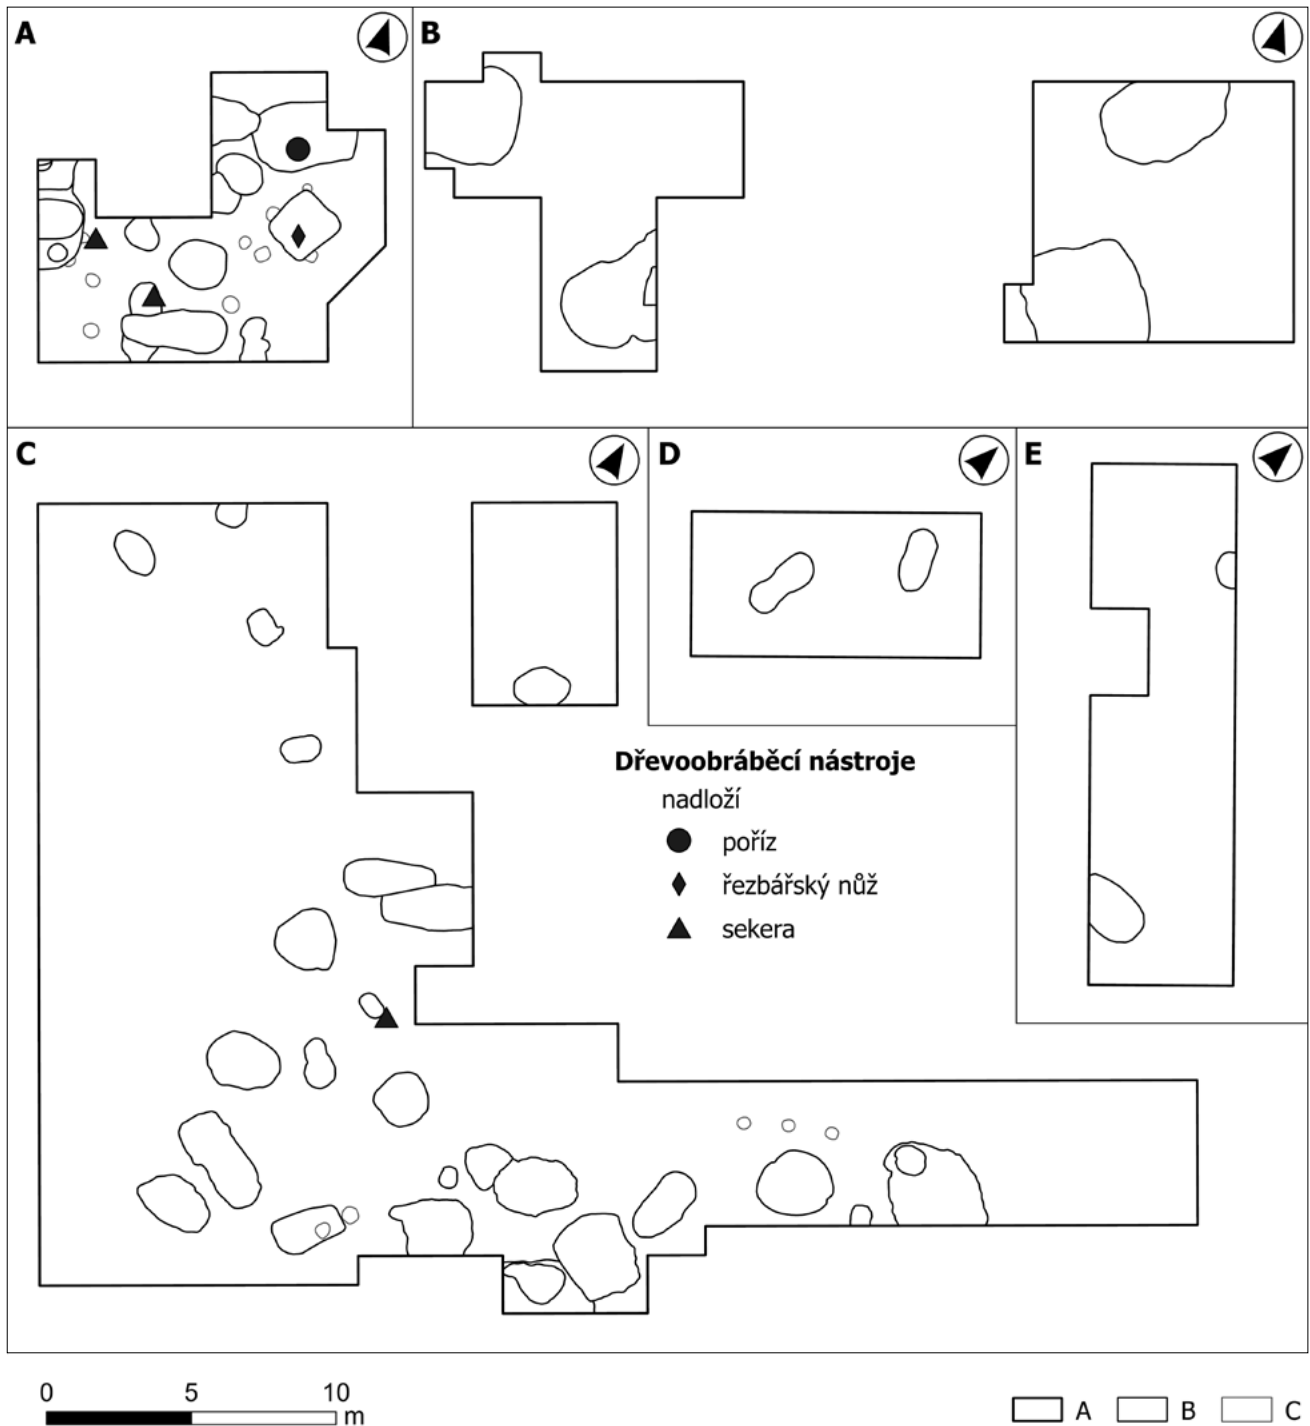 A
B
C
D
E
Dřevoobráběcí nástroje
nadloží
poříz
řezbářský nůž
sekera
0 5 10
m
A B C